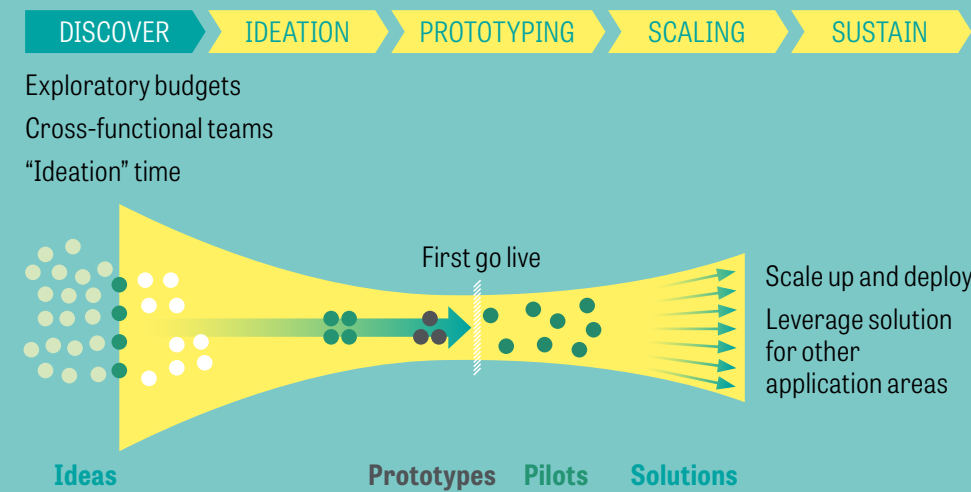 DISCOVER IDEATION PROTOTYPING SCALING SUSTAIN
Exploratory budgets
Cross-functional teams
“Ideation” time
First go live
Scale up and deploy
Leverage solution
for other
application areas
Ideas Prototypes Pilots Solutions